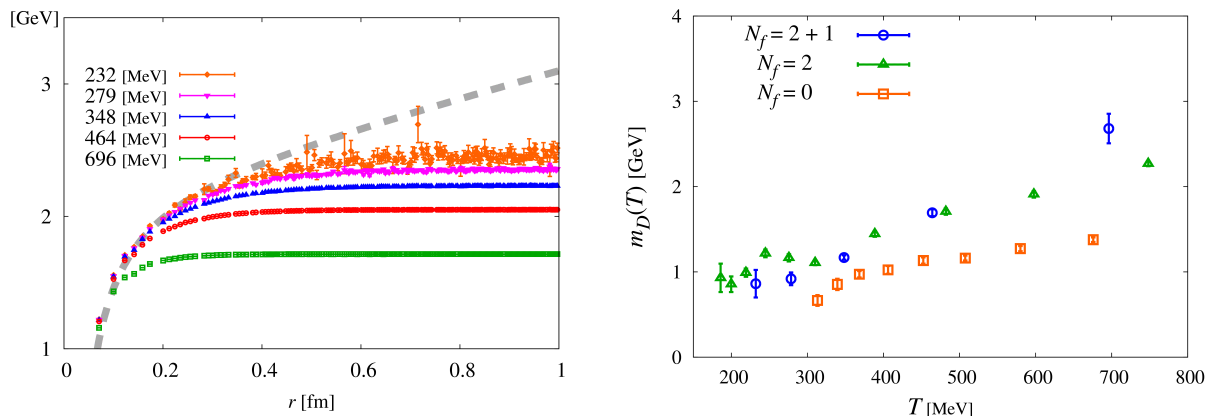 [GeV]
3
2
1
232 [MeV]
279 [MeV]
348 [MeV]
464 [MeV]
696 [MeV]
0 0.2 0.4 0.6 0.8 1
r [fm]
4
3
2
1
0
m_D(T) [GeV]
N_f = 2 + 1
N_f = 2
N_f = 0
200 300 400 500 600 700 800
T [MeV]